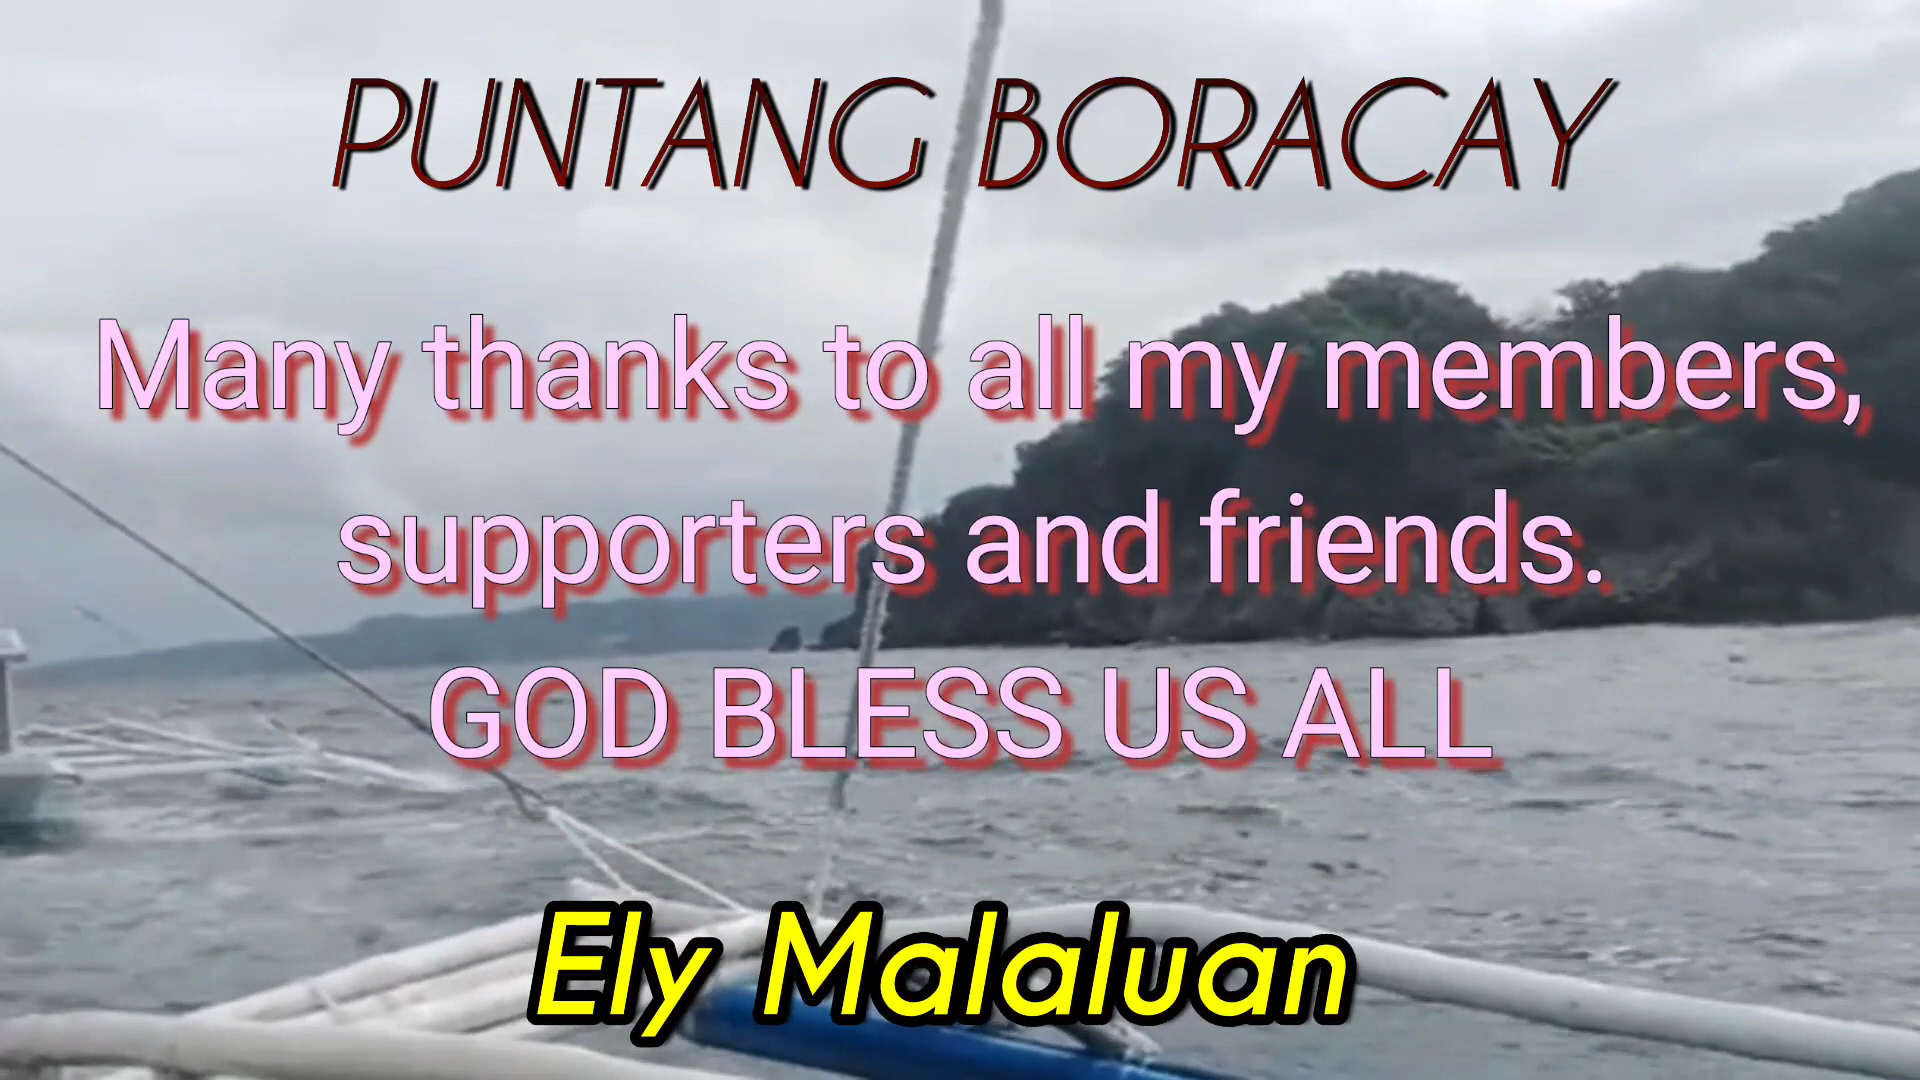 PUNTANG BORACAY
Many thanks to all my members,
supporters and friends.
GOD BLESS US ALL
Ely Malaluan